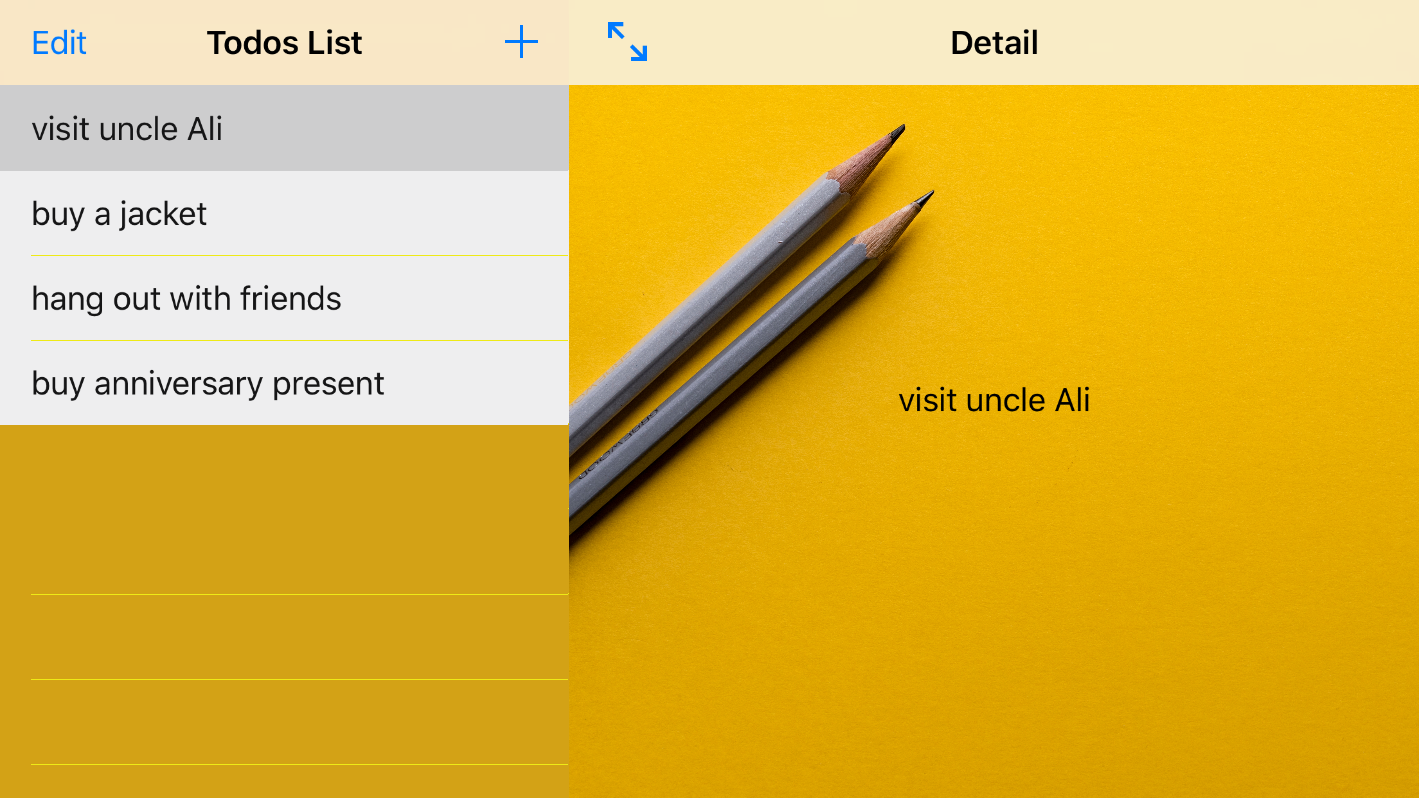 Edit
Todos List
Detail
visit uncle Ali
buy a jacket
hang out with friends
buy anniversary present
visit uncle Ali